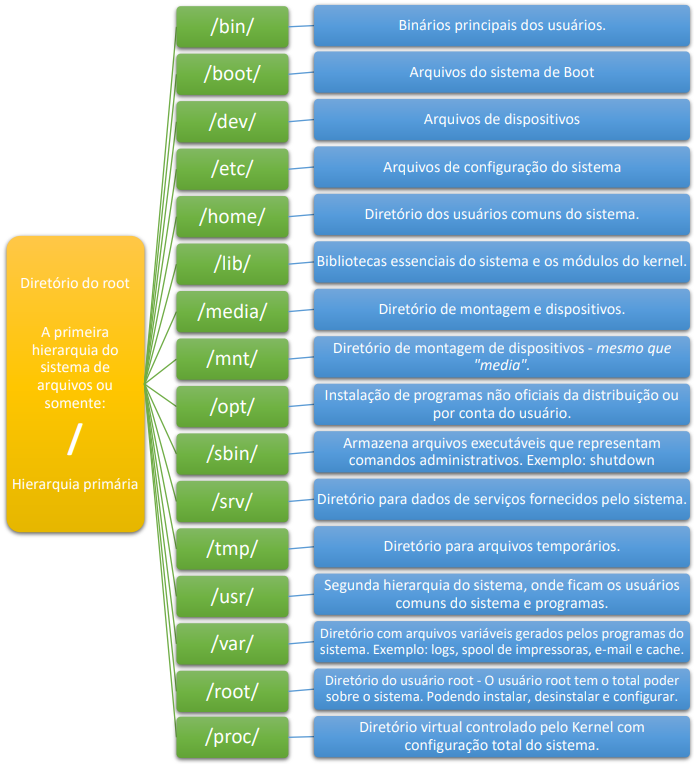 Diretório do root
A primeira
hierarquia do
sistema de
arquivos ou
somente:
/
Hierarquia primária
/bin/
Binários principais dos usuários.
/boot/
Arquivos do sistema de Boot
/dev/
Arquivos de dispositivos
/etc/
Arquivos de configuração do sistema
/home/
Diretório dos usuários comuns do sistema.
/lib/
Bibliotecas essenciais do sistema e os módulos do kernel.
/media/
Diretório de montagem e dispositivos.
/mnt/
Diretório de montagem de dispositivos - mesmo que
"media".
/opt/
Instalação de programas não oficiais da distribuição ou
por conta do usuário.
/sbin/
Armazena arquivos executáveis que representam
comandos administrativos. Exemplo: shutdown
/srv/
Diretório para dados de serviços fornecidos pelo sistema.
/tmp/
Diretório para arquivos temporários.
/usr/
Segunda hierarquia do sistema, onde ficam os usuários
comuns do sistema e programas.
/var/
Diretório com arquivos variáveis gerados pelos programas do
sistema. Exemplo: logs, spool de impressoras, e-mail e cache.
/root/
Diretório do usuário root - O usuário root tem o total poder
sobre o sistema. Podendo instalar, desinstalar e configurar.
/proc/
Diretório virtual controlado pelo Kernel com
configuração total do sistema.